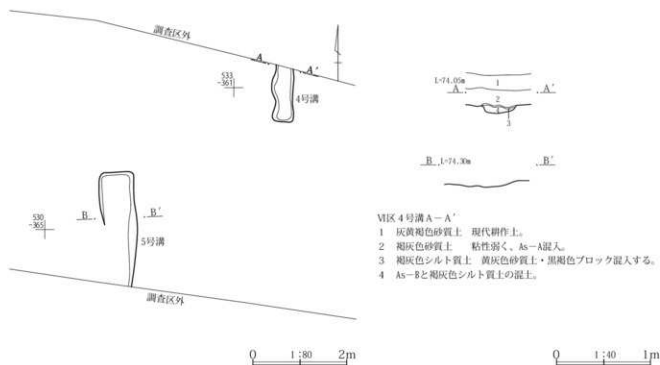 調査区外
A
A′
533
-361
4号溝
530
-365
B
B′
5号溝
調査区外
0 1:80 2m
L=74.05m
A
A′
1
2
4
3
B L=74.30m B′
Ⅶ区 4号溝A-A′
1 灰黄褐色砂質土 現代耕作土。
2 褐灰色砂質土 粘性弱く、As-A混入。
3 褐灰色シルト質土 黄灰色砂質土・黒褐色ブロック混入する。
4 As-Bと褐灰色シルト質土の混土。
0 1:40 1m